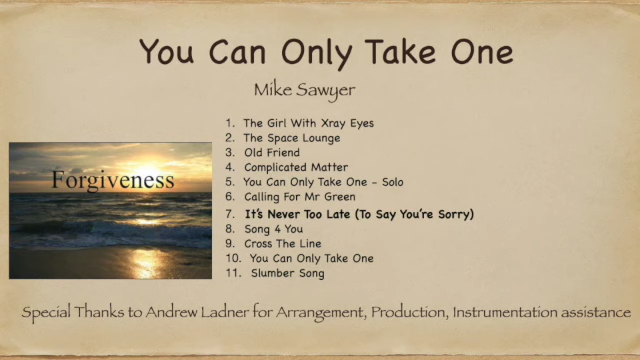 You Can Only Take One
Mike Sawyer
1. The Girl With Xray Eyes
2. The Space Lounge
3. Old Friend
4. Complicated Matter
5. You Can Only Take One - Solo
6. Calling For Mr Green
7. It's Never Too Late (To Say You're Sorry)
8. Song 4 You
9. Cross The Line
10. You Can Only Take One
11. Slumber Song
Forgiveness
Special Thanks to Andrew Ladner for Arrangement, Production, Instrumentation assistance